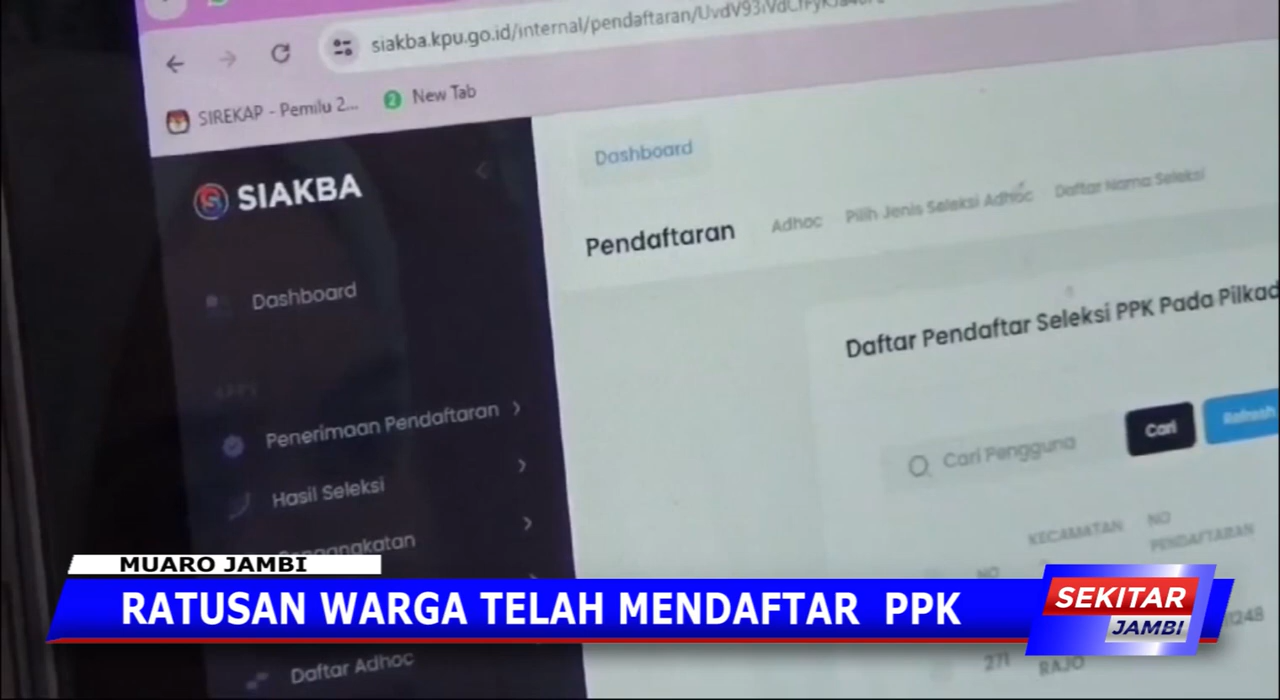 siakba.kpu.go.id/internal/pendaftaran/
SIREKAP - Pemilu 2...
2 New Tab
SIAKBA
Dashboard
Dashboard
Pendaftaran
Adhoc
Pilih Jenis Seleksi Adhoc
Daftar Nama Seleksi
Daftar Pendaftar Seleksi PPK Pada Pilkad
Penerimaan Pendaftaran
Cari Pengguna
Cari
Refresh
Hasil Seleksi
KECAMATAN
NO PENDAFTARAN
NO
MUARO JAMBI
RATUSAN WARGA TELAH MENDAFTAR PPK
SEKITAR
JAMBI
Daftar Adhoc
271
RAJO